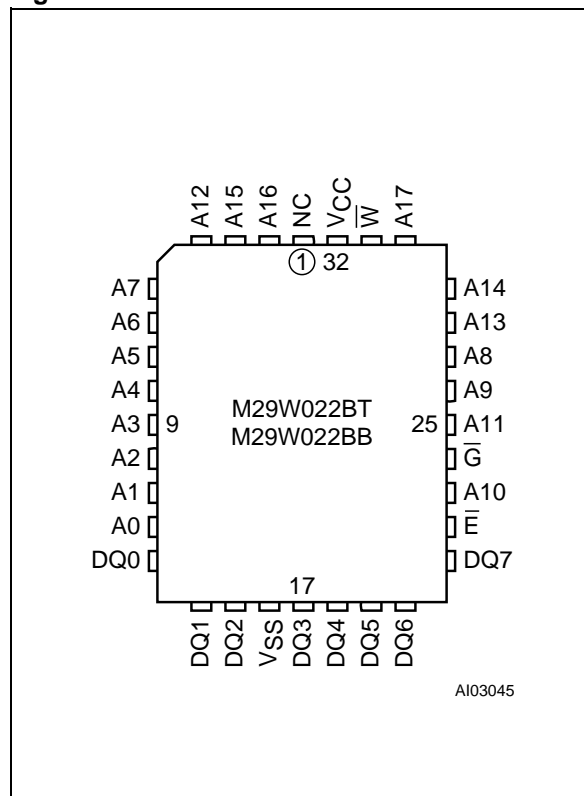 A12
A15
A16
NC
VCC
W̅
A17
1 32
A7
A6
A5
A4
A3 9
A2
A1
A0
DQ0
M29W022BT
M29W022BB
A14
A13
A8
A9
25 A11
G̅
A10
E̅
DQ7
17
DQ1
DQ2
VSS
DQ3
DQ4
DQ5
DQ6
AI03045